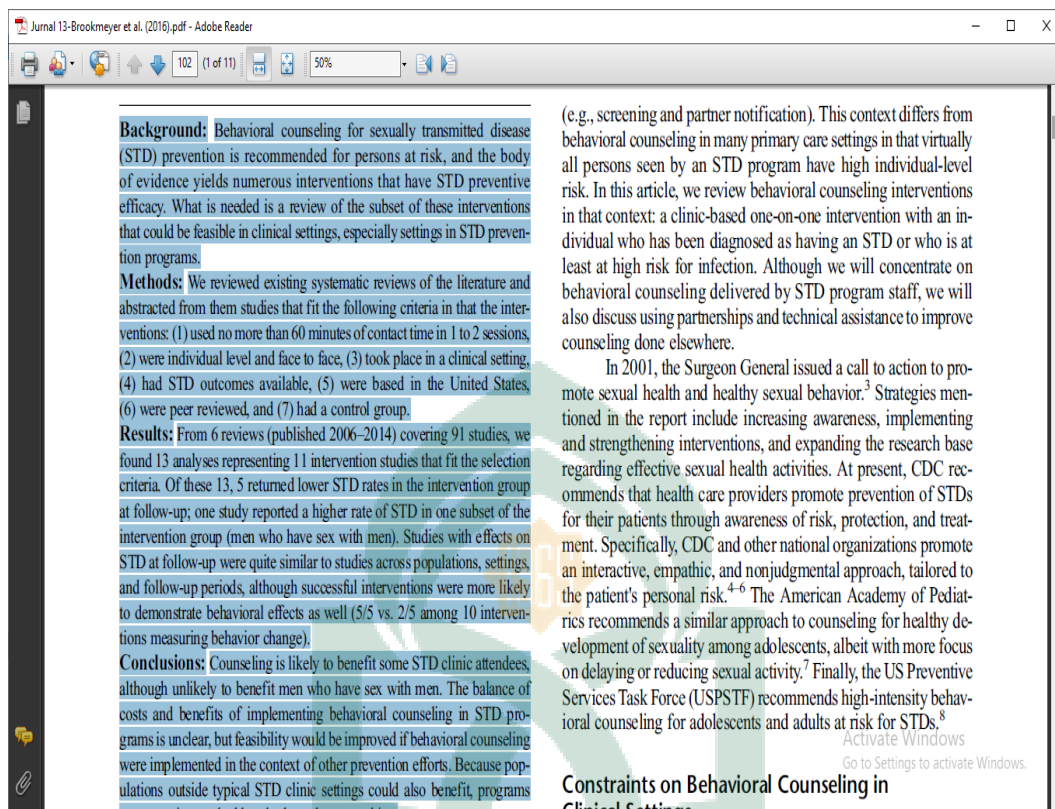 Jurnal 13-Brookmeyer et al. (2016).pdf - Adobe Reader
102 (1 of 11) 50%
Background: Behavioral counseling for sexually transmitted disease
(STD) prevention is recommended for persons at risk, and the body
of evidence yields numerous interventions that have STD preventive
efficacy. What is needed is a review of the subset of these interventions
that could be feasible in clinical settings, especially settings in STD preven-
tion programs.
Methods: We reviewed existing systematic reviews of the literature and
abstracted from them studies that fit the following criteria in that the inter-
ventions: (1) used no more than 60 minutes of contact time in 1 to 2 sessions,
(2) were individual level and face to face, (3) took place in a clinical setting,
(4) had STD outcomes available, (5) were based in the United States,
(6) were peer reviewed, and (7) had a control group.
Results: From 6 reviews (published 2006–2014) covering 91 studies, we
found 13 analyses representing 11 intervention studies that fit the selection
criteria. Of these 13, 5 returned lower STD rates in the intervention group
at follow-up; one study reported a higher rate of STD in one subset of the
intervention group (men who have sex with men). Studies with effects on
STD at follow-up were quite similar to studies across populations, settings,
and follow-up periods, although successful interventions were more likely
to demonstrate behavioral effects as well (5/5 vs. 2/5 among 10 interven-
tions measuring behavior change).
Conclusions: Counseling is likely to benefit some STD clinic attendees,
although unlikely to benefit men who have sex with men. The balance of
costs and benefits of implementing behavioral counseling in STD pro-
grams is unclear, but feasibility would be improved if behavioral counseling
were implemented in the context of other prevention efforts. Because pop-
ulations outside typical STD clinic settings could also benefit, programs
(e.g., screening and partner notification). This context differs from
behavioral counseling in many primary care settings in that virtually
all persons seen by an STD program have high individual-level
risk. In this article, we review behavioral counseling interventions
in that context: a clinic-based one-on-one intervention with an in-
dividual who has been diagnosed as having an STD or who is at
least at high risk for infection. Although we will concentrate on
behavioral counseling delivered by STD program staff, we will
also discuss using partnerships and technical assistance to improve
counseling done elsewhere.
In 2001, the Surgeon General issued a call to action to pro-
mote sexual health and healthy sexual behavior.3 Strategies men-
tioned in the report include increasing awareness, implementing
and strengthening interventions, and expanding the research base
regarding effective sexual health activities. At present, CDC rec-
ommends that health care providers promote prevention of STDs
for their patients through awareness of risk, protection, and treat-
ment. Specifically, CDC and other national organizations promote
an interactive, empathic, and nonjudgmental approach, tailored to
the patient's personal risk.4–6 The American Academy of Pediat-
rics recommends a similar approach to counseling for healthy de-
velopment of sexuality among adolescents, albeit with more focus
on delaying or reducing sexual activity.7 Finally, the US Preventive
Services Task Force (USPSTF) recommends high-intensity behav-
ioral counseling for adolescents and adults at risk for STDs.8
Activate Windows
Go to Settings to activate Windows.
Constraints on Behavioral Counseling in